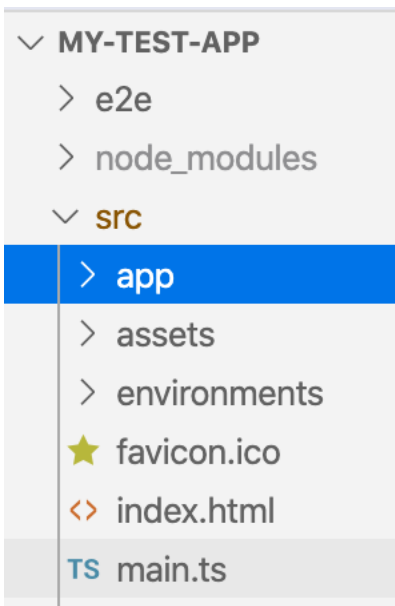 MY-TEST-APP
e2e
node_modules
src
app
assets
environments
favicon.ico
<> index.html
TS main.ts